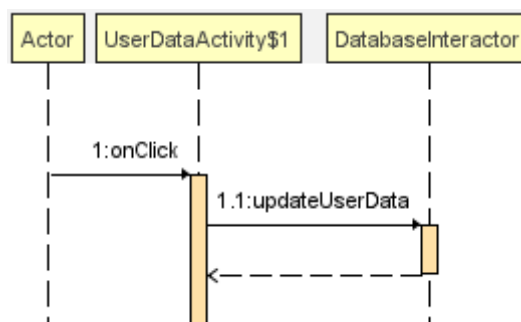 Actor
UserDataActivity$1
DatabaseInteractor
1:onClick
1.1:updateUserData